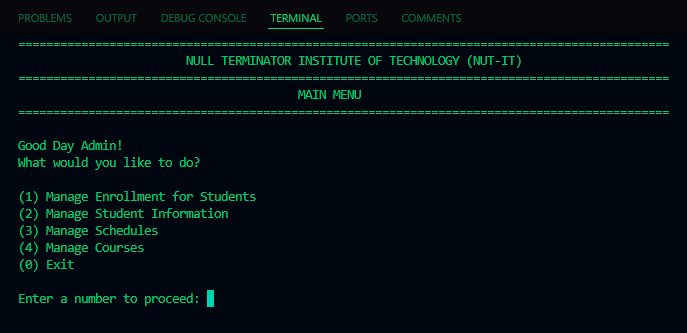 PROBLEMS OUTPUT DEBUG CONSOLE TERMINAL PORTS COMMENTS
=============================================================================================
NULL TERMINATOR INSTITUTE OF TECHNOLOGY (NUT-IT)
=============================================================================================
MAIN MENU
=============================================================================================
Good Day Admin!
What would you like to do?
(1) Manage Enrollment for Students
(2) Manage Student Information
(3) Manage Schedules
(4) Manage Courses
(0) Exit
Enter a number to proceed: